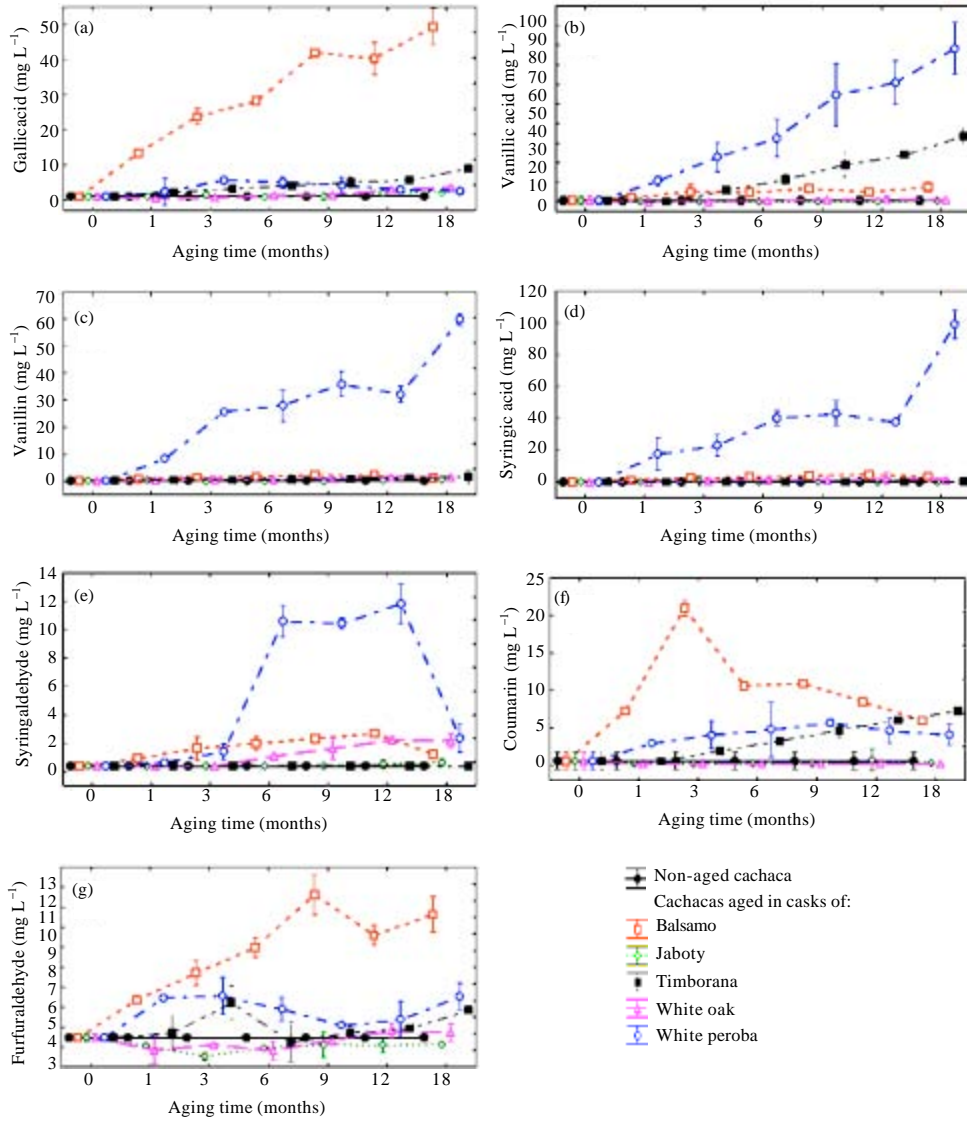 (a)
Gallicacid (mg L−1)
50
40
30
20
10
0
0 1 3 6 9 12 18
Aging time (months)
(b)
Vanillic acid (mg L−1)
100
90
80
70
60
50
40
30
20
10
0
0 1 3 6 9 12 18
Aging time (months)
(c)
Vanillin (mg L−1)
70
60
50
40
30
20
10
0
0 1 3 6 9 12 18
Aging time (months)
(d)
Syringic acid (mg L−1)
120
100
80
60
40
20
0
0 1 3 6 9 12 18
Aging time (months)
(e)
Syringaldehyde (mg L−1)
14
12
10
8
6
4
2
0
0 1 3 6 9 12 18
Aging time (months)
(f)
Coumarin (mg L−1)
25
20
15
10
5
0
0 1 3 6 9 12 18
Aging time (months)
(g)
Furfuraldehyde (mg L−1)
13
12
11
10
9
8
7
6
5
4
3
0 1 3 6 9 12 18
Aging time (months)
Non-aged cachaca
Cachacas aged in casks of:
Balsamo
Jaboty
Timborana
White oak
White peroba